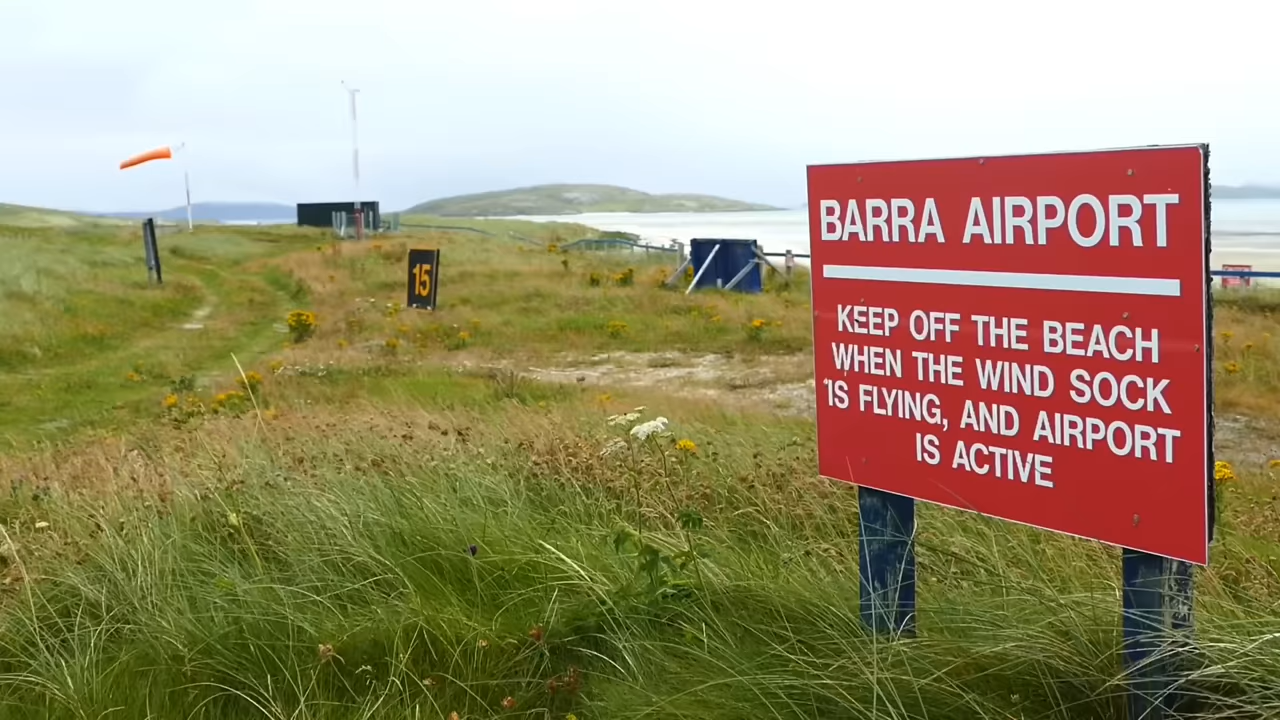 BARRA AIRPORT
KEEP OFF THE BEACH
WHEN THE WIND SOCK
IS FLYING, AND AIRPORT
IS ACTIVE
15